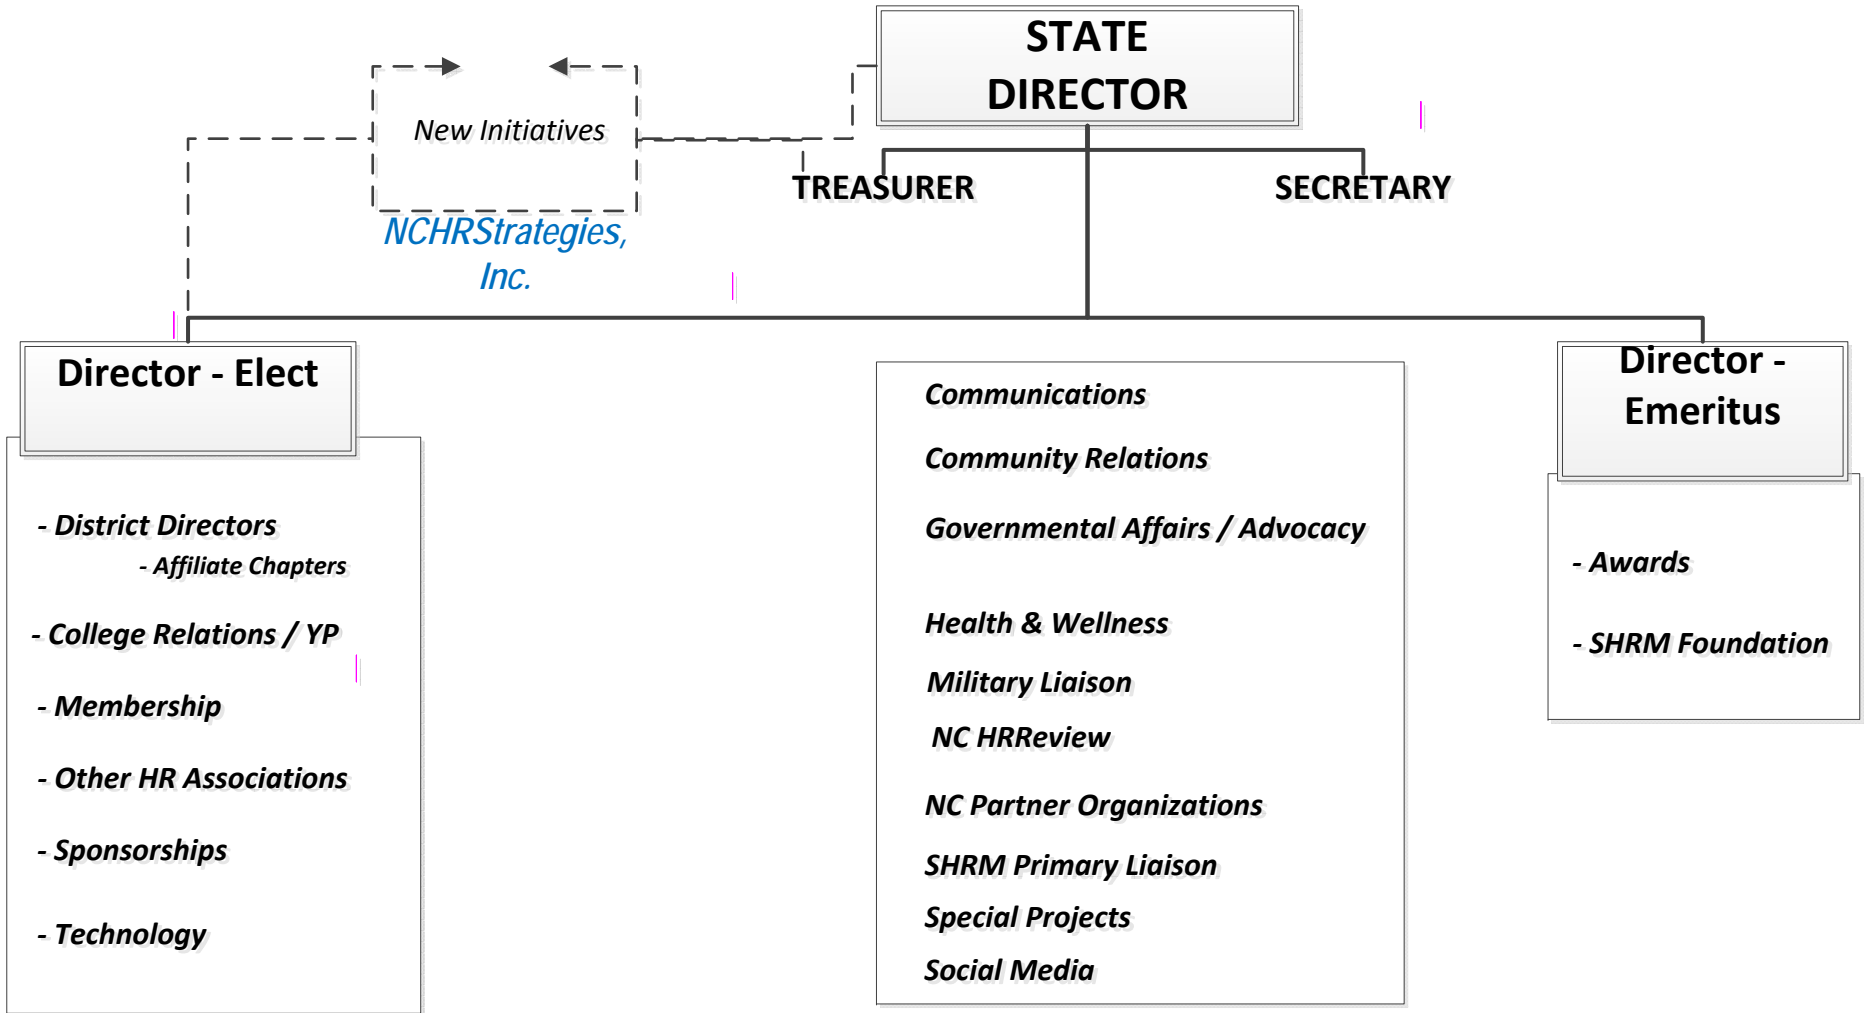 STATE
DIRECTOR
New Initiatives
TREASURER
SECRETARY
NCHRStrategies,
Inc.
Director - Elect
- District Directors
- Affiliate Chapters
- College Relations / YP
- Membership
- Other HR Associations
- Sponsorships
- Technology
Communications
Community Relations
Governmental Affairs / Advocacy
Health & Wellness
Military Liaison
NC HRReview
NC Partner Organizations
SHRM Primary Liaison
Special Projects
Social Media
Director -
Emeritus
- Awards
- SHRM Foundation